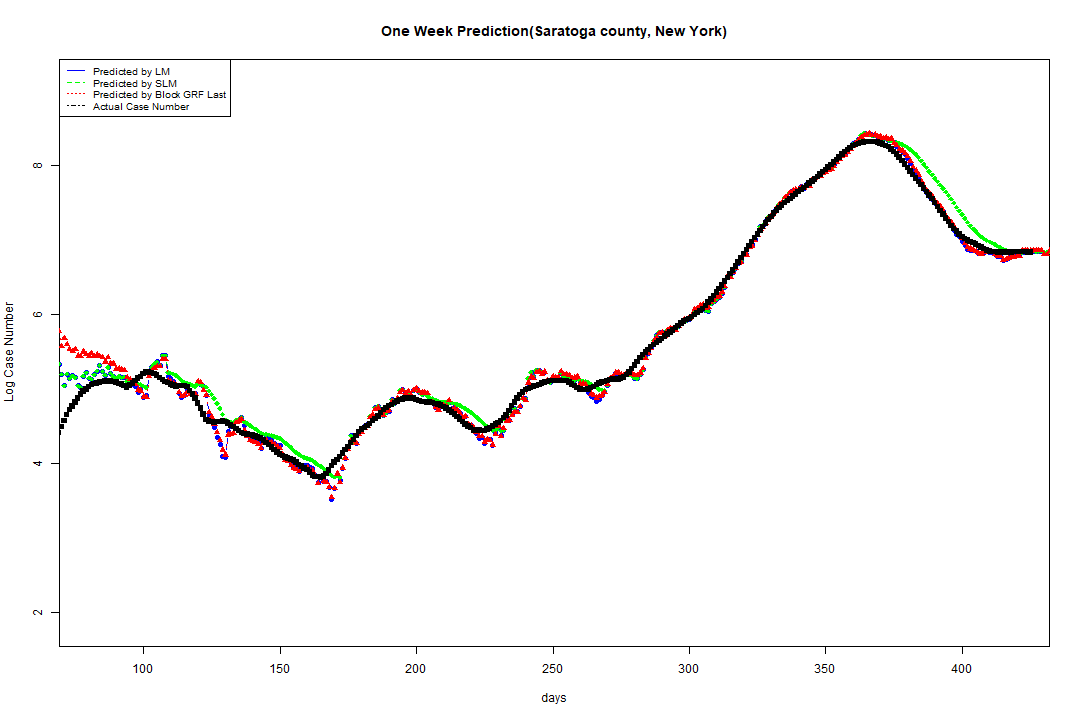 One Week Prediction(Saratoga county, New York)
Predicted by LM
Predicted by SLM
Predicted by Block GRF Last
Actual Case Number
8
6
4
2
Log Case Number
100 150 200 250 300 350 400
days